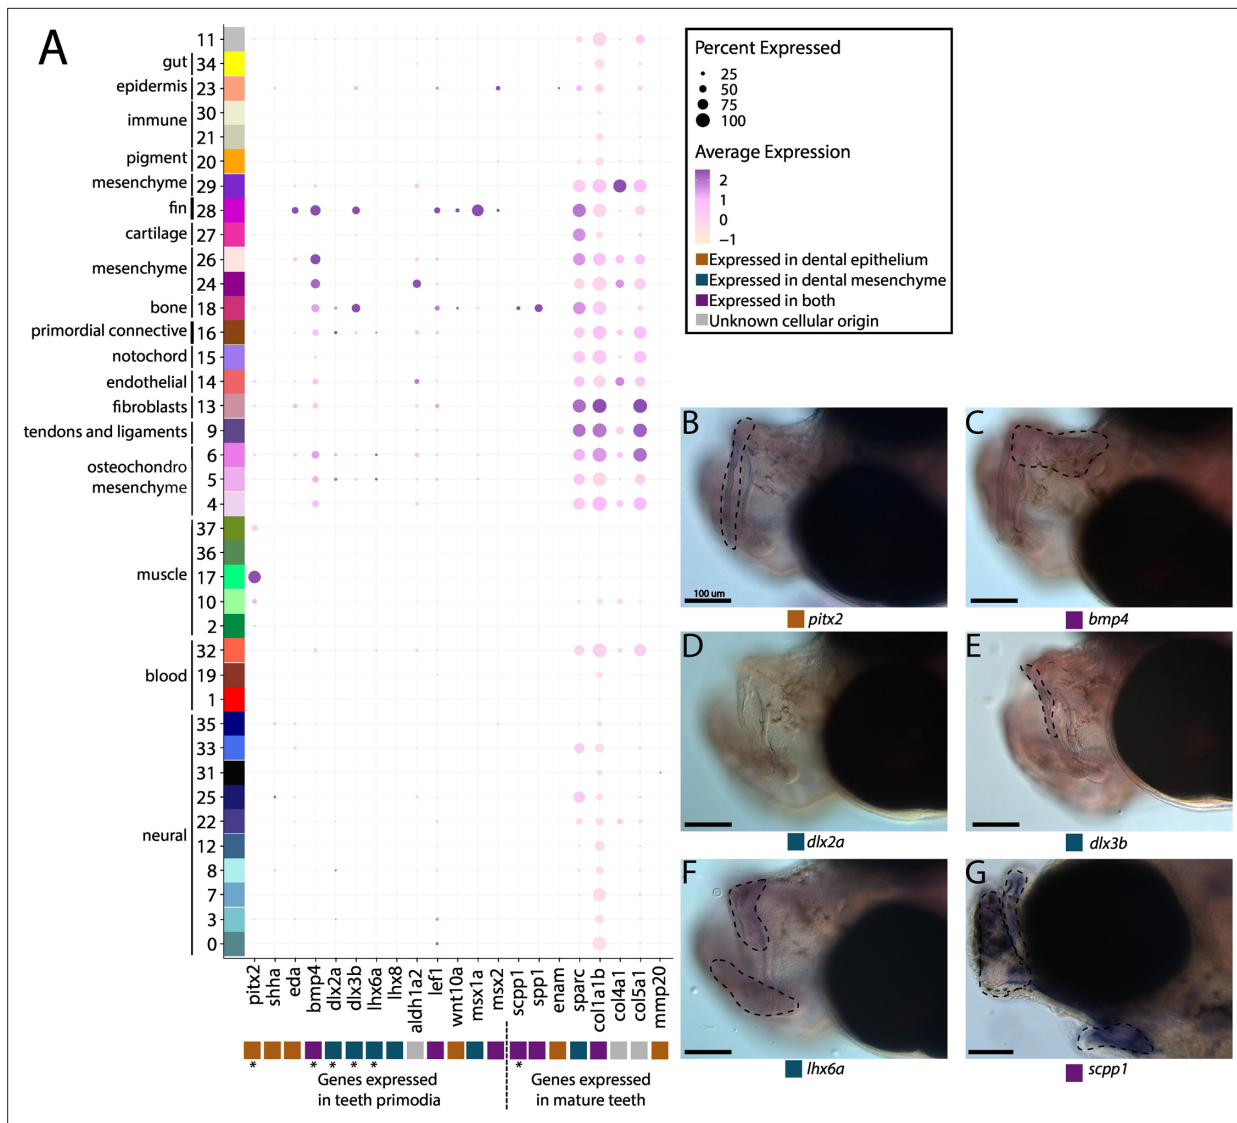 A
11
gut 34
epidermis 23
immune
30
21
pigment 20
mesenchyme 29
fin 28
cartilage 27
mesenchyme
26
24
bone 18
primordial connective 16
notochord 15
endothelial 14
fibroblasts 13
tendons and ligaments 9
osteochondro
mesenchyme
6
5
4
muscle
37
36
17
10
2
blood
32
19
1
neural
35
33
31
25
22
12
8
7
3
0
pitx2
shha
eda
bmp4
dlx2a
dlx3b
lhx6a
lhx8
aldh1a2
lef1
wnt10a
msx1a
msx2
scpp1
spp1
enam
sparc
col1a1b
col4a1
col5a1
mmp20
* * * * * *
Genes expressed
in teeth primodia
Genes expressed
in mature teeth
Percent Expressed
25
50
75
100
Average Expression
2
1
0
−1
Expressed in dental epithelium
Expressed in dental mesenchyme
Expressed in both
Unknown cellular origin
B
100 um
pitx2
C
bmp4
D
dlx2a
E
dlx3b
F
lhx6a
G
scpp1